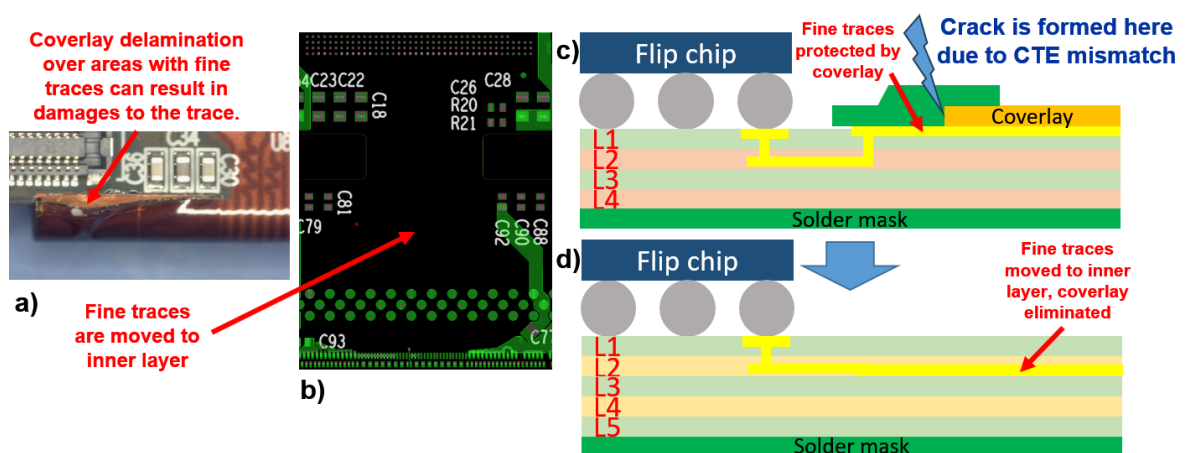 Coverlay delamination
over areas with fine
traces can result in
damages to the trace.
C36
C34
C30
a)
Fine traces
are moved to
inner layer
C23C22
C18
C26
R20
R21
C28
C79
C81
C92
C90
C88
C93
b)
c)
Flip chip
Fine traces
protected by
coverlay
Crack is formed here
due to CTE mismatch
Coverlay
L1
L2
L3
L4
Solder mask
d)
Flip chip
Fine traces
moved to inner
layer, coverlay
eliminated
L1
L2
L3
L4
L5
Solder mask